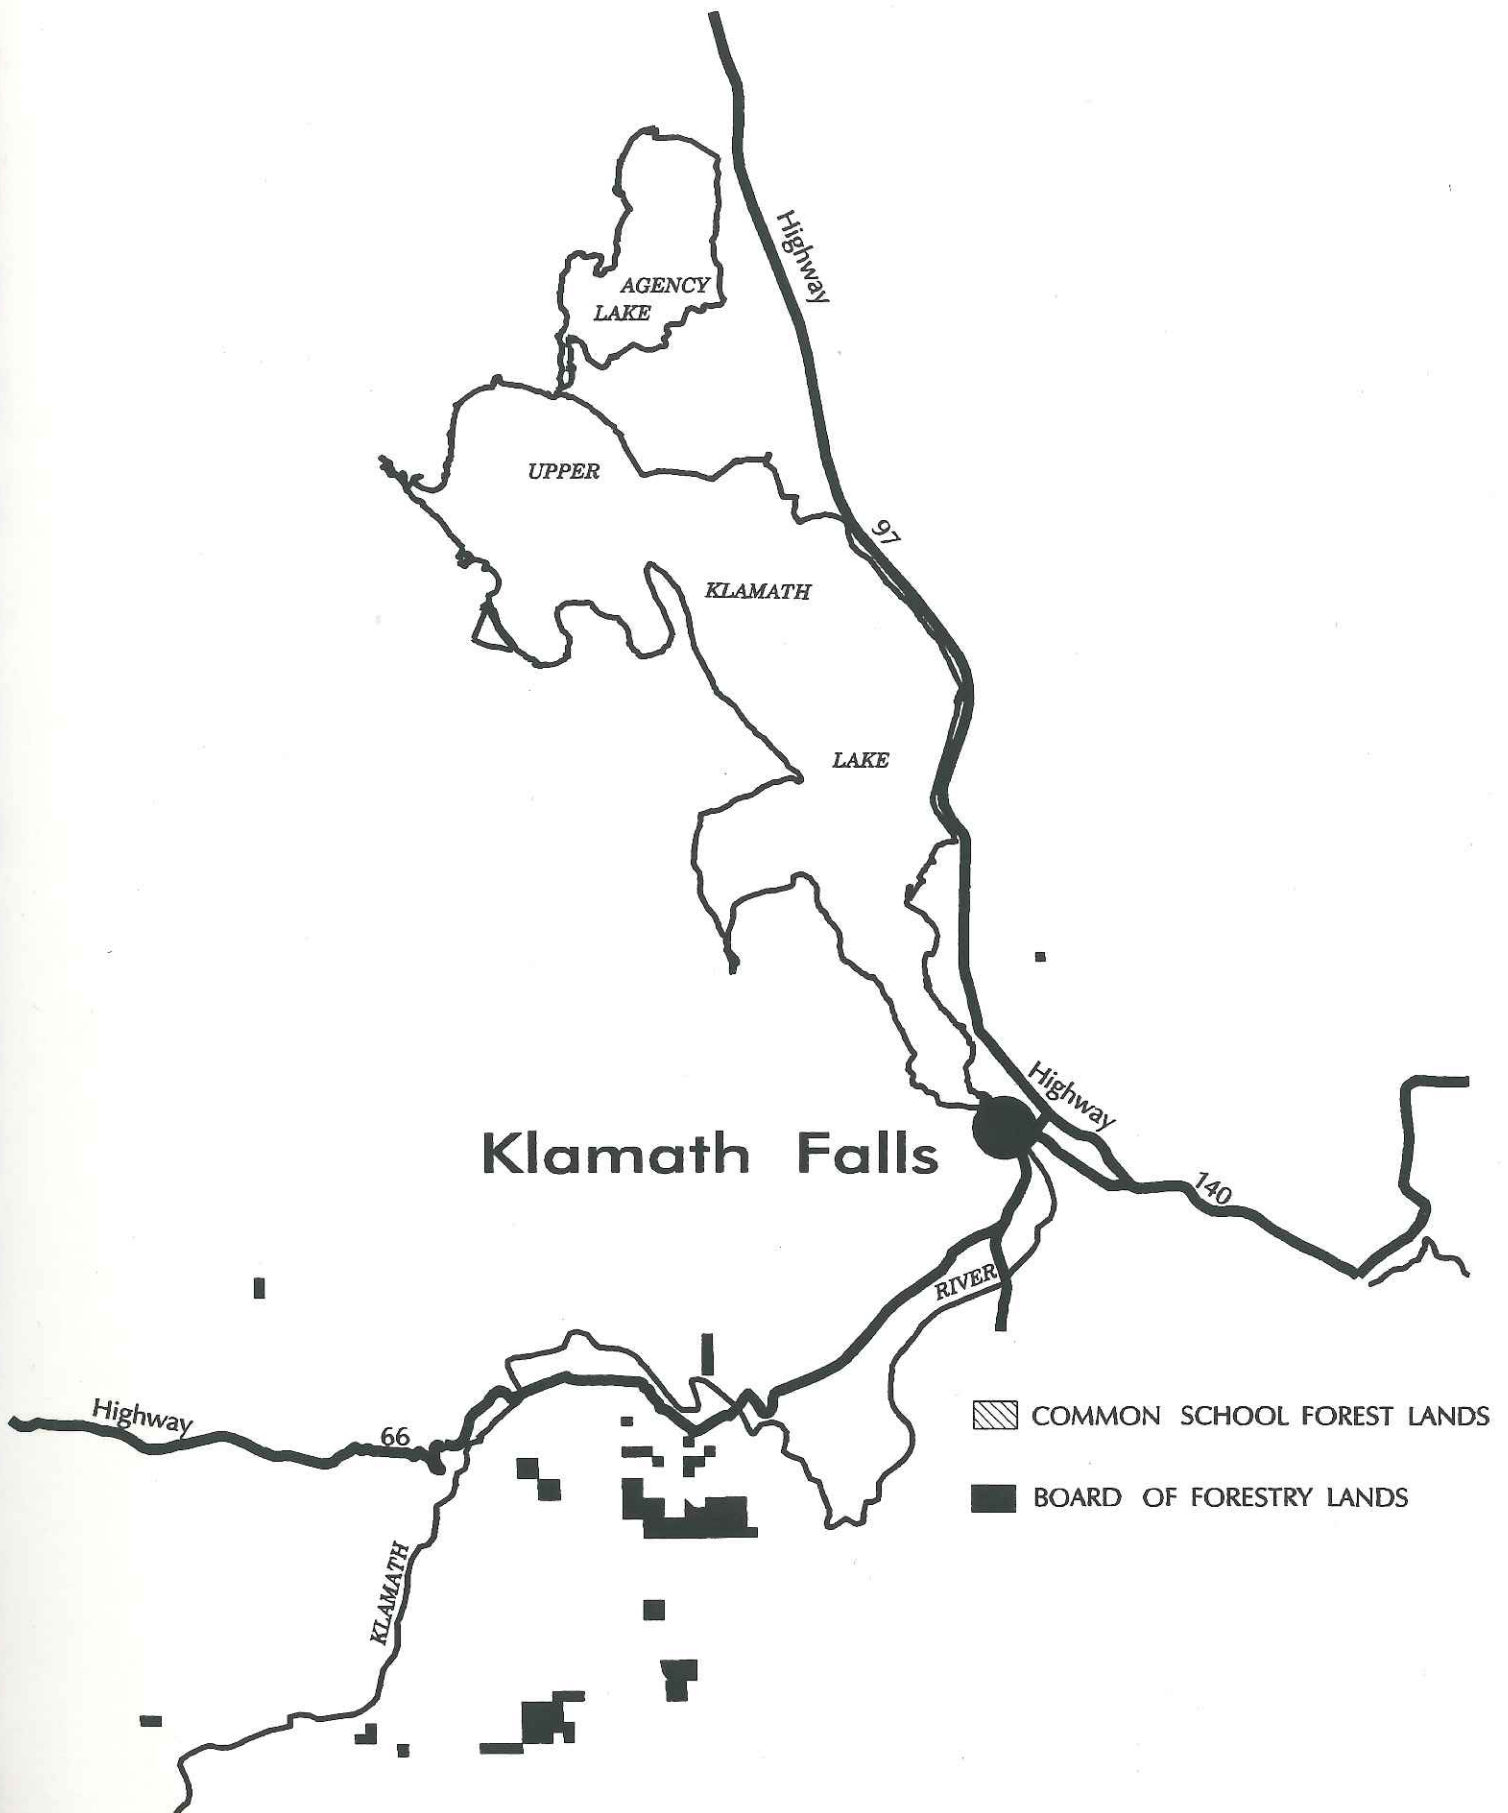 Highway
AGENCY
LAKE
UPPER
97
KLAMATH
LAKE
Highway
Klamath Falls
140
RIVER
Highway
66
COMMON SCHOOL FOREST LANDS
BOARD OF FORESTRY LANDS
KLAMATH